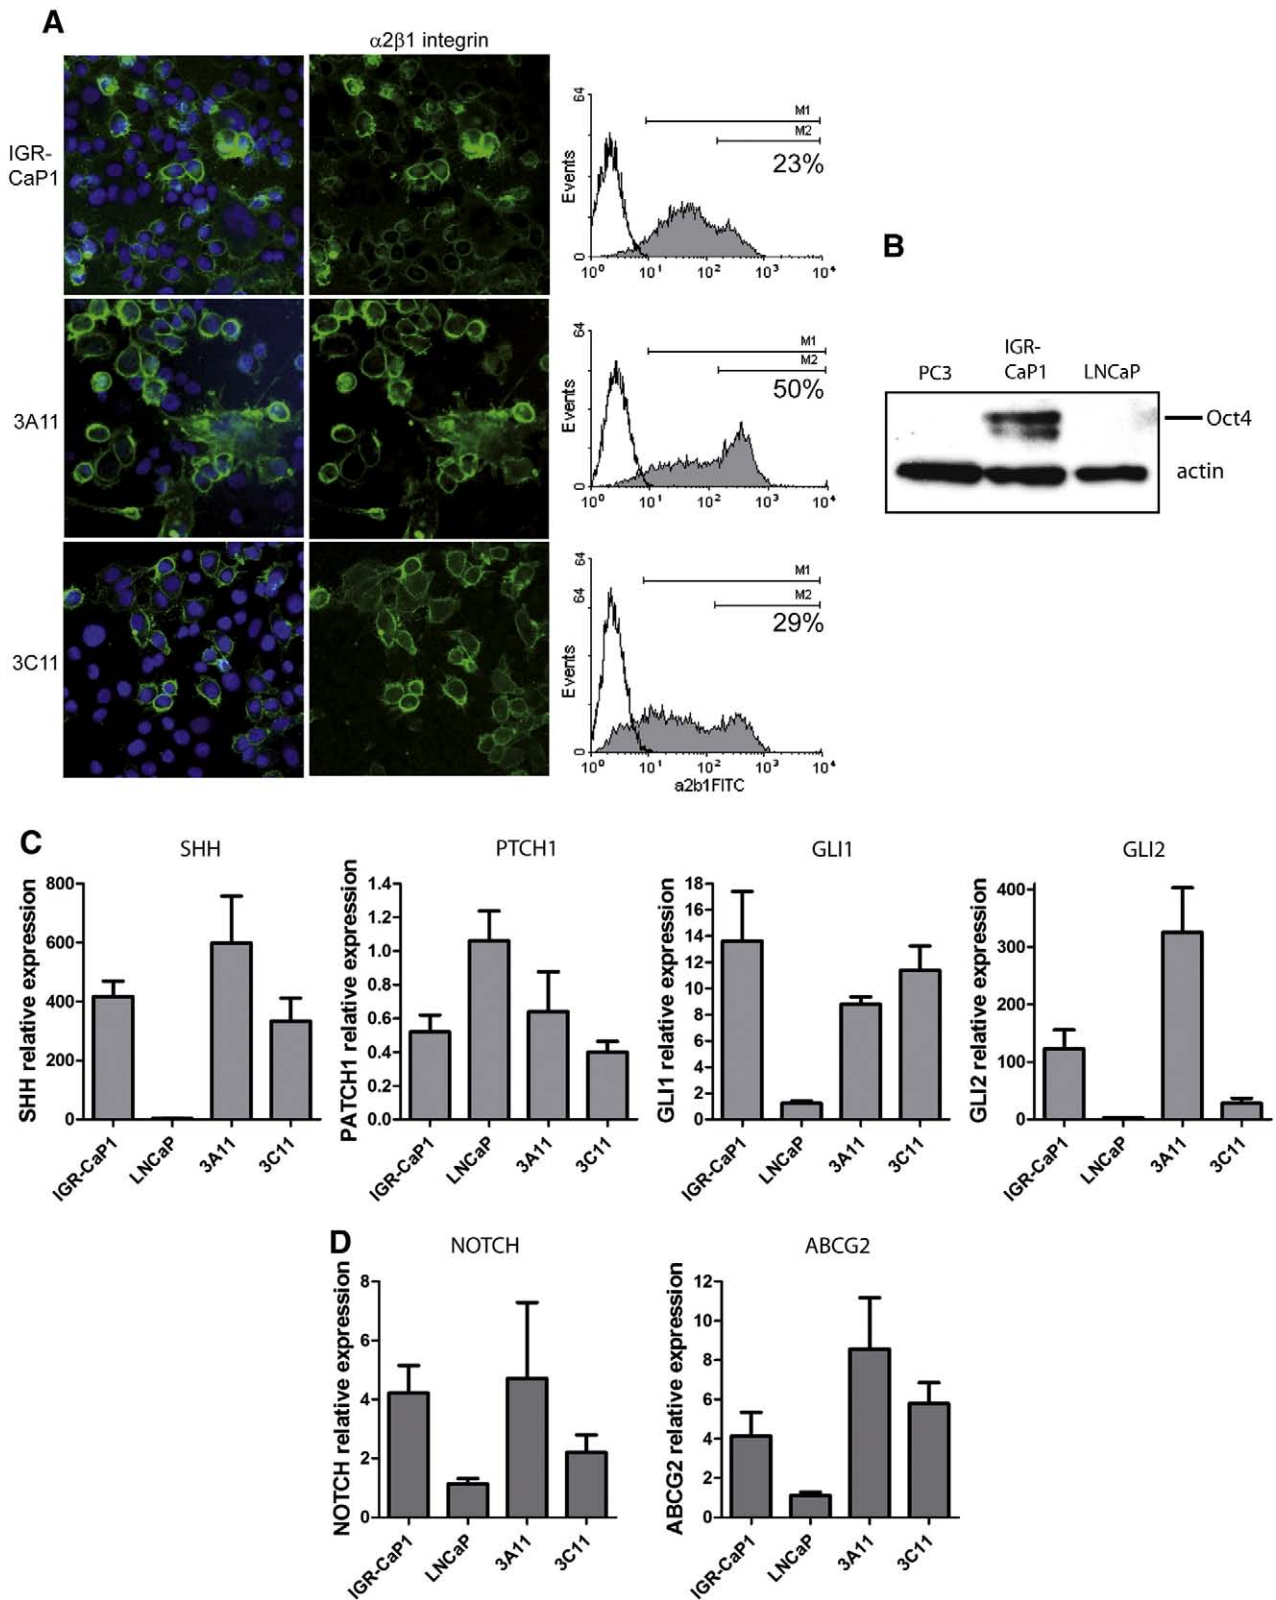 A
α2β1 integrin
IGR-
CaP1
64
Events
0
M1
M2
23%
10⁰ 10¹ 10² 10³ 10⁴
3A11
64
Events
0
M1
M2
50%
10⁰ 10¹ 10² 10³ 10⁴
3C11
64
64
Events
0
M1
M2
29%
10⁰ 10¹ 10² 10³ 10⁴
a2b1FITC
B
PC3 IGR-CaP1 LNCaP
Oct4
actin
C
SHH
SHH relative expression
800
600
400
200
0
IGR-CaP1 LNCaP 3A11 3C11
PTCH1
PATCH1 relative expression
1.4
1.2
1.0
0.8
0.6
0.4
0.2
0.0
IGR-CaP1 LNCaP 3A11 3C11
GLI1
GLI1 relative expression
18
16
14
12
10
8
6
4
2
0
IGR-CaP1 LNCaP 3A11 3C11
GLI2
GLI2 relative expression
400
300
200
100
0
IGR-CaP1 LNCaP 3A11 3C11
D
NOTCH
NOTCH relative expression
8
6
4
2
0
IGR-CaP1 LNCaP 3A11 3C11
ABCG2
ABCG2 relative expression
12
10
8
6
4
2
0
IGR-CaP1 LNCaP 3A11 3C11